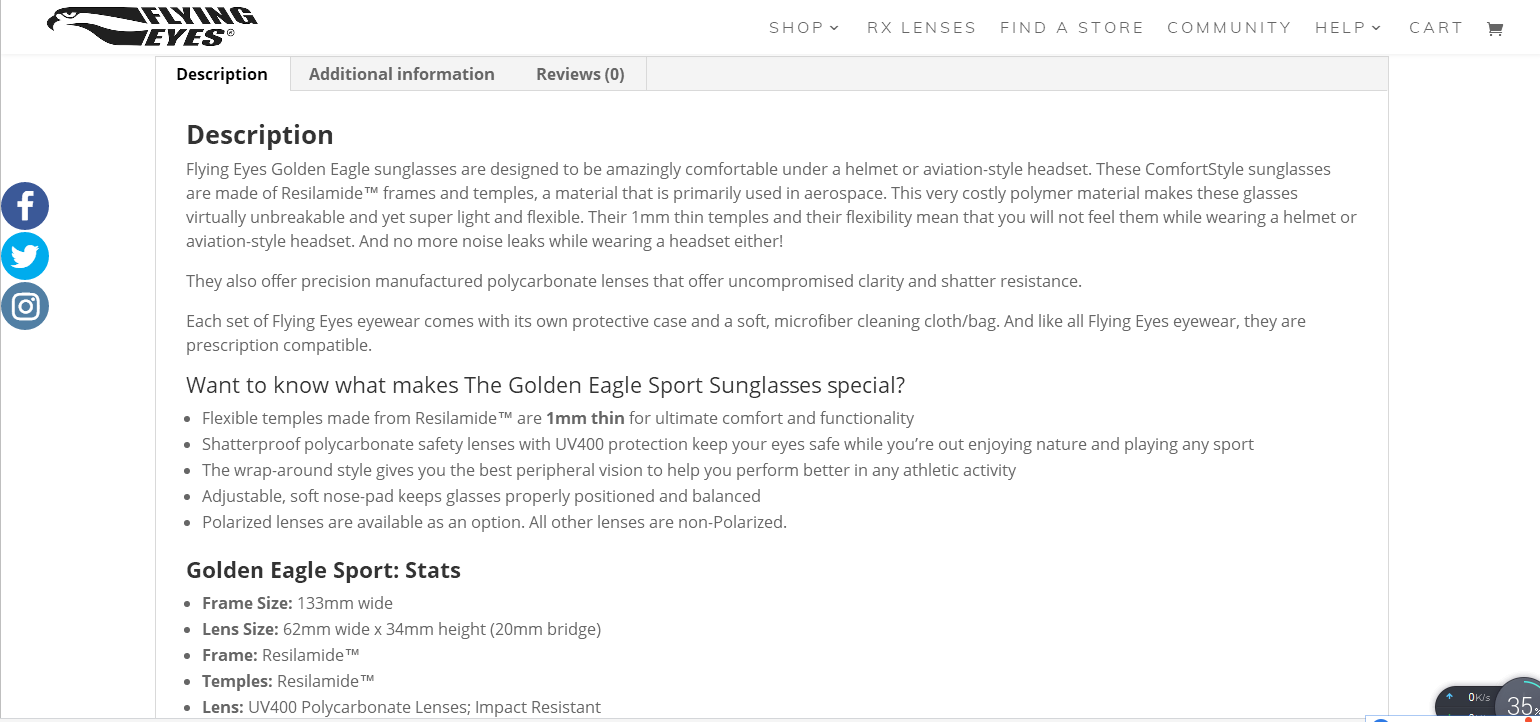 FLYING
EYES®
SHOP RX LENSES FIND A STORE COMMUNITY HELP CART
Description Additional information Reviews (0)
Description
Flying Eyes Golden Eagle sunglasses are designed to be amazingly comfortable under a helmet or aviation-style headset. These ComfortStyle sunglasses
are made of Resilamide™ frames and temples, a material that is primarily used in aerospace. This very costly polymer material makes these glasses
virtually unbreakable and yet super light and flexible. Their 1mm thin temples and their flexibility mean that you will not feel them while wearing a helmet or
aviation-style headset. And no more noise leaks while wearing a headset either!
They also offer precision manufactured polycarbonate lenses that offer uncompromised clarity and shatter resistance.
Each set of Flying Eyes eyewear comes with its own protective case and a soft, microfiber cleaning cloth/bag. And like all Flying Eyes eyewear, they are
prescription compatible.
Want to know what makes The Golden Eagle Sport Sunglasses special?
• Flexible temples made from Resilamide™ are 1mm thin for ultimate comfort and functionality
• Shatterproof polycarbonate safety lenses with UV400 protection keep your eyes safe while you’re out enjoying nature and playing any sport
• The wrap-around style gives you the best peripheral vision to help you perform better in any athletic activity
• Adjustable, soft nose-pad keeps glasses properly positioned and balanced
• Polarized lenses are available as an option. All other lenses are non-Polarized.
Golden Eagle Sport: Stats
• Frame Size: 133mm wide
• Lens Size: 62mm wide x 34mm height (20mm bridge)
• Frame: Resilamide™
• Temples: Resilamide™
• Lens: UV400 Polycarbonate Lenses; Impact Resistant
0K/s
35%